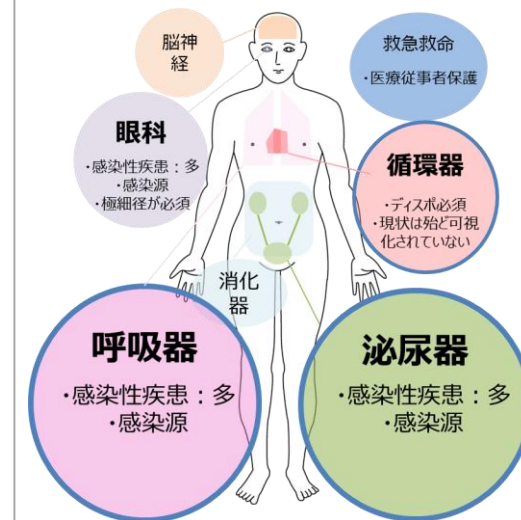 脳神
経
救急救命
・医療従事者保護
眼科
・感染性疾患：多
・感染源
・極細径が必須
循環器
・ディスポ必須
・現状は殆ど可視
化されていない
消化
器
呼吸器
・感染性疾患：多
・感染源
泌尿器
・感染性疾患：多
・感染源